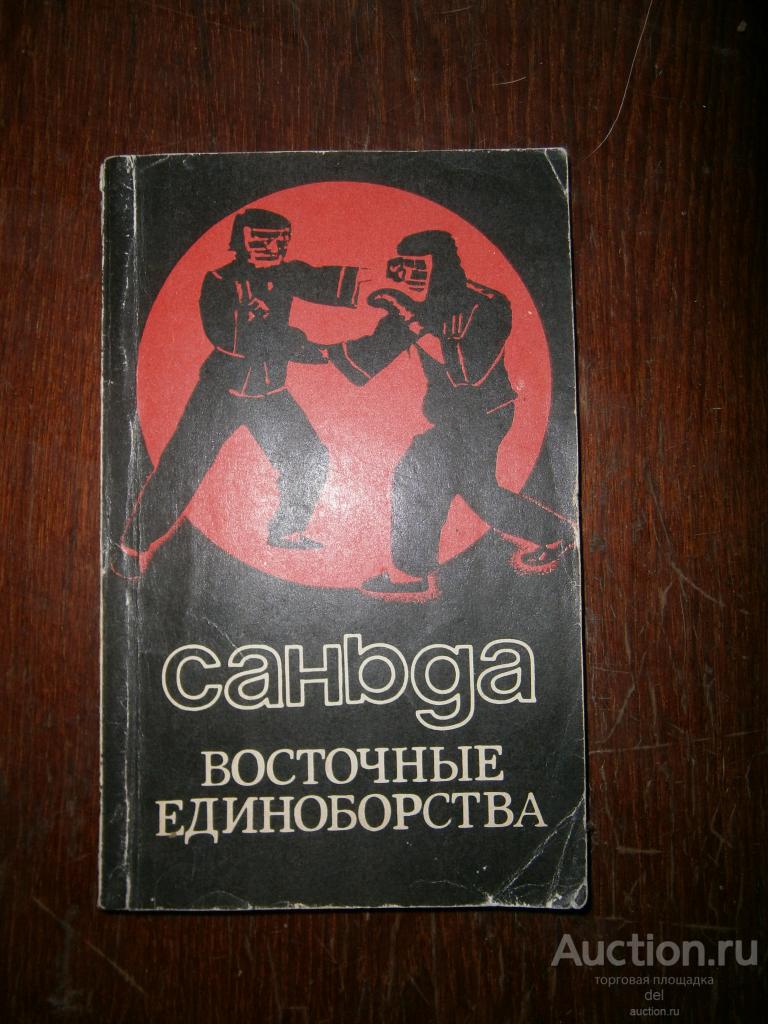 саньда
ВОСТОЧНЫЕ
ЕДИНОБОРСТВА
Auction.ru
торговая площадка
del
auction.ru